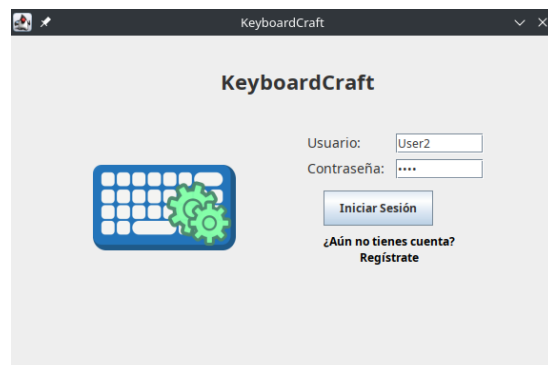 KeyboardCraft
KeyboardCraft
Usuario: User2
Contraseña: ••••
Iniciar Sesión
¿Aún no tienes cuenta?
Regístrate